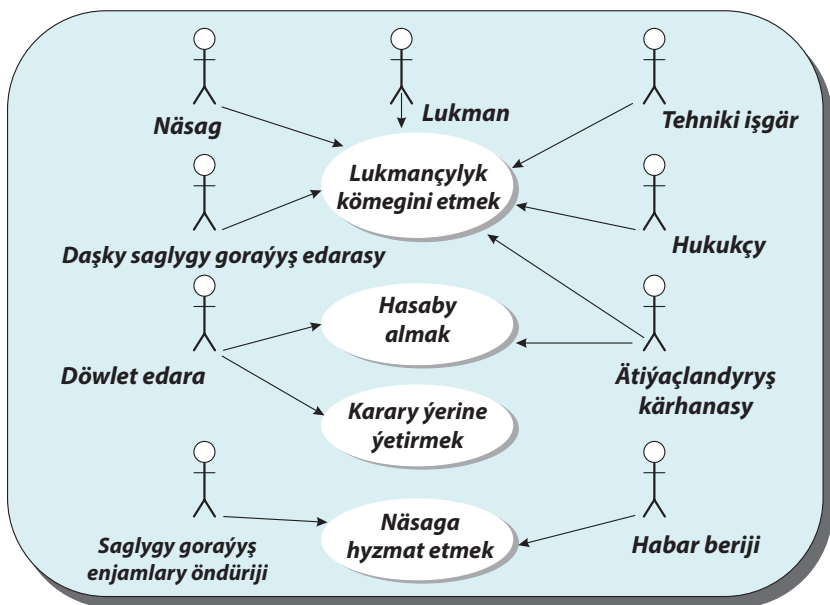 Näsag
Lukman
Tehniki işgär
Lukmançylyk
kömegini etmek
Daşky saglygy goraýyş edarasy
Hukukçy
Hasaby
almak
Döwlet edara
Ätiýaçlandyryş
kärhanasy
Karary ýerine
ýetirmek
Saglygy goraýyş
enjamlary öndüriji
Näsaga
hyzmat etmek
Habar beriji